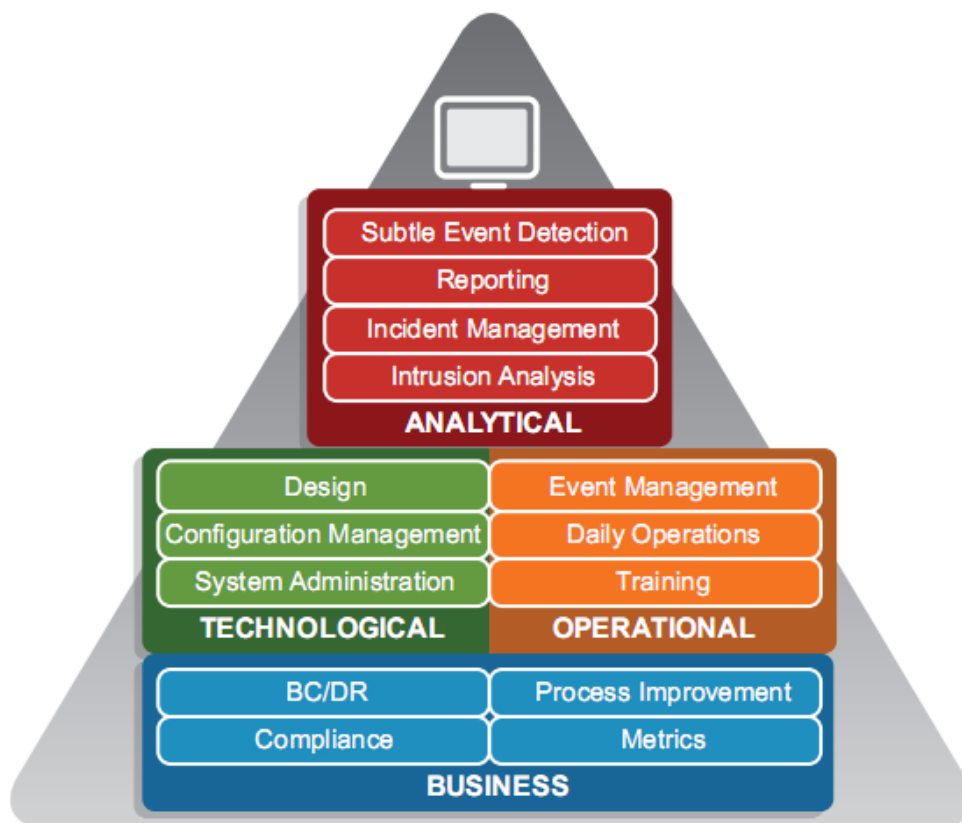 Subtle Event Detection
Reporting
Incident Management
Intrusion Analysis
ANALYTICAL
Design
Configuration Management
System Administration
TECHNOLOGICAL
Event Management
Daily Operations
Training
OPERATIONAL
BC/DR
Process Improvement
Compliance
Metrics
BUSINESS